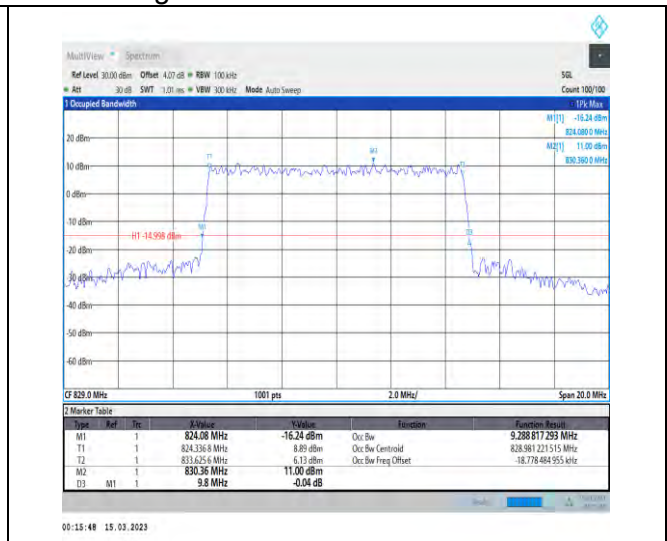 MultiView Spectrum
Ref Level 30.00 dBm Offset 4.07 dB RBW 100 kHz SGL
Att 30 dB SWT 1.01 ms VBW 300 kHz Mode Auto Sweep Count 100/100
1 Occupied Bandwidth 1Pk Max
M1[1] -16.24 dBm
824.080 0 MHz
M2[1] 11.00 dBm
830.360 0 MHz
20 dBm
M2
T1
T2
10 dBm
0 dBm
-10 dBm
M1
D3
H1 -14.998 dBm
-20 dBm
-30 dBm
-40 dBm
-50 dBm
-60 dBm
CF 829.0 MHz 1001 pts 2.0 MHz/ Span 20.0 MHz
2 Marker Table
Type Ref Trc X-Value Y-Value Function Function Result
M1 1 824.08 MHz -16.24 dBm Occ Bw 9.288 817 293 MHz
T1 1 824.336 8 MHz 8.89 dBm Occ Bw Centroid 828.981 221 515 MHz
T2 1 833.625 6 MHz 6.13 dBm Occ Bw Freq Offset -18.778 484 955 kHz
M2 1 830.36 MHz 11.00 dBm
D3 M1 1 9.8 MHz -0.04 dB
00:15:48 15.03.2023